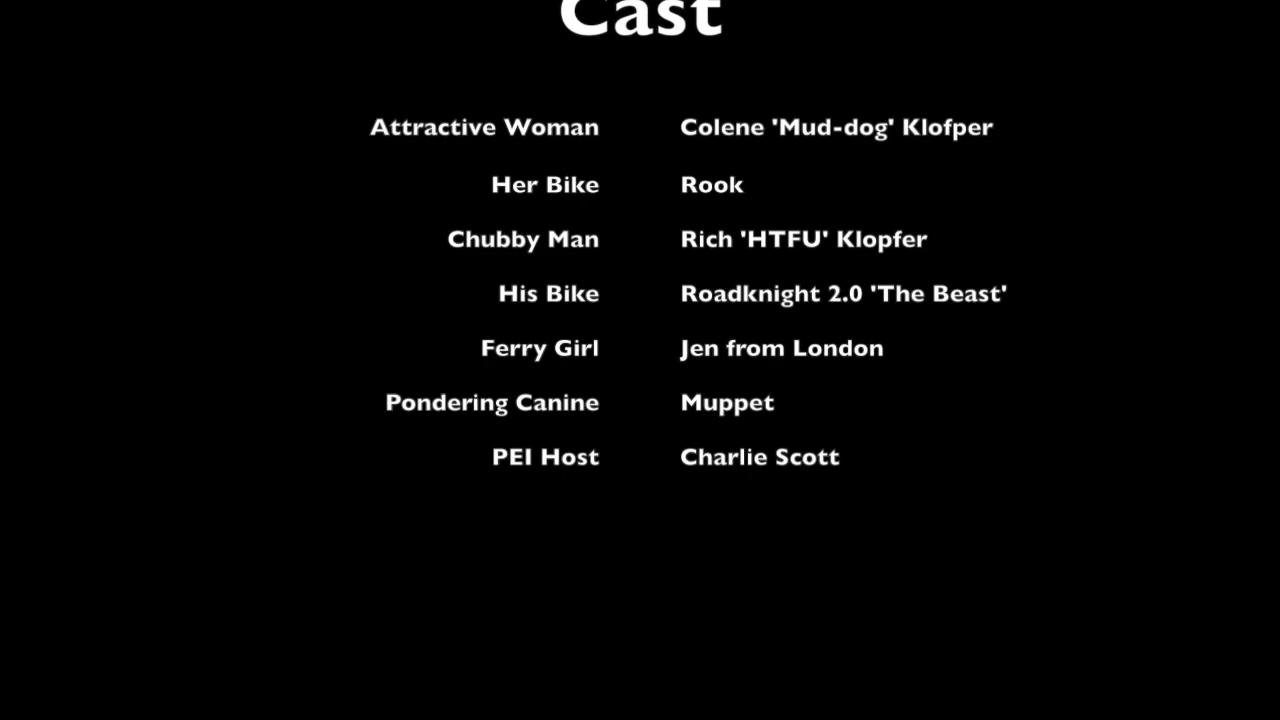 Cast
Attractive Woman Colene 'Mud-dog' Klofper
Her Bike Rook
Chubby Man Rich 'HTFU' Klopfer
His Bike Roadknight 2.0 'The Beast'
Ferry Girl Jen from London
Pondering Canine Muppet
PEI Host Charlie Scott